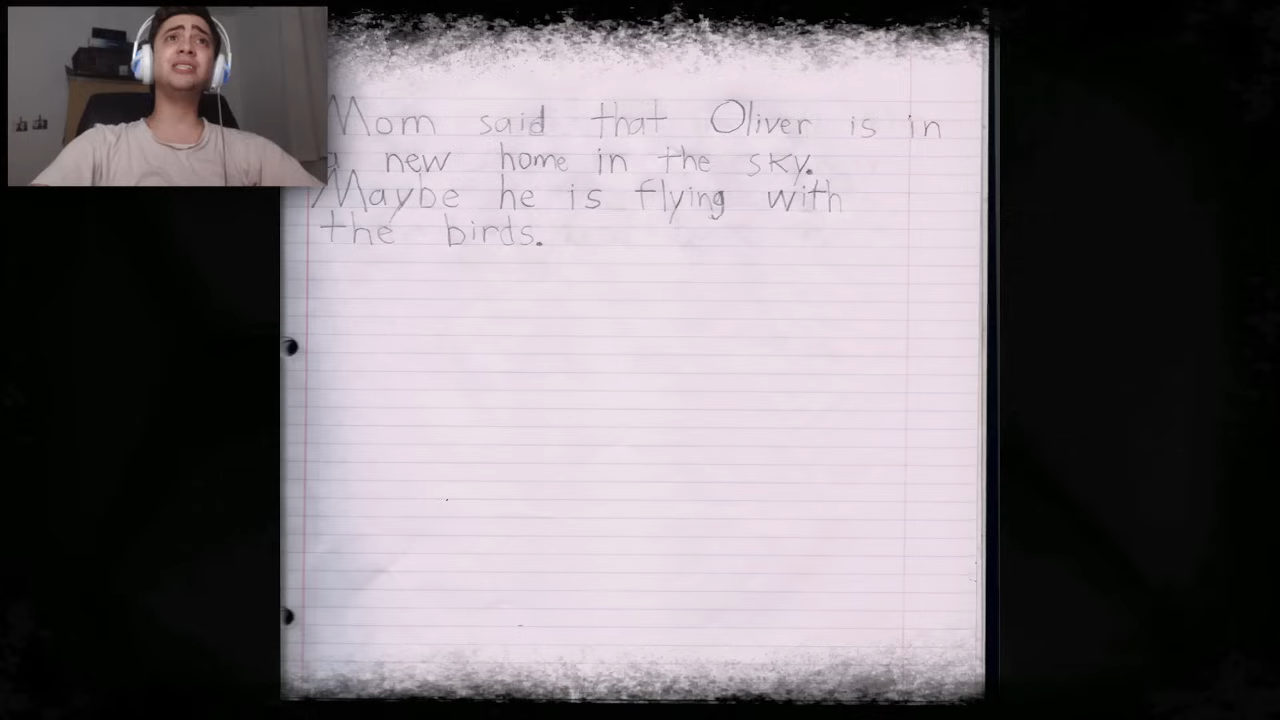 Mom said that Oliver is in
a new home in the sky.
Maybe he is flying with
the birds.